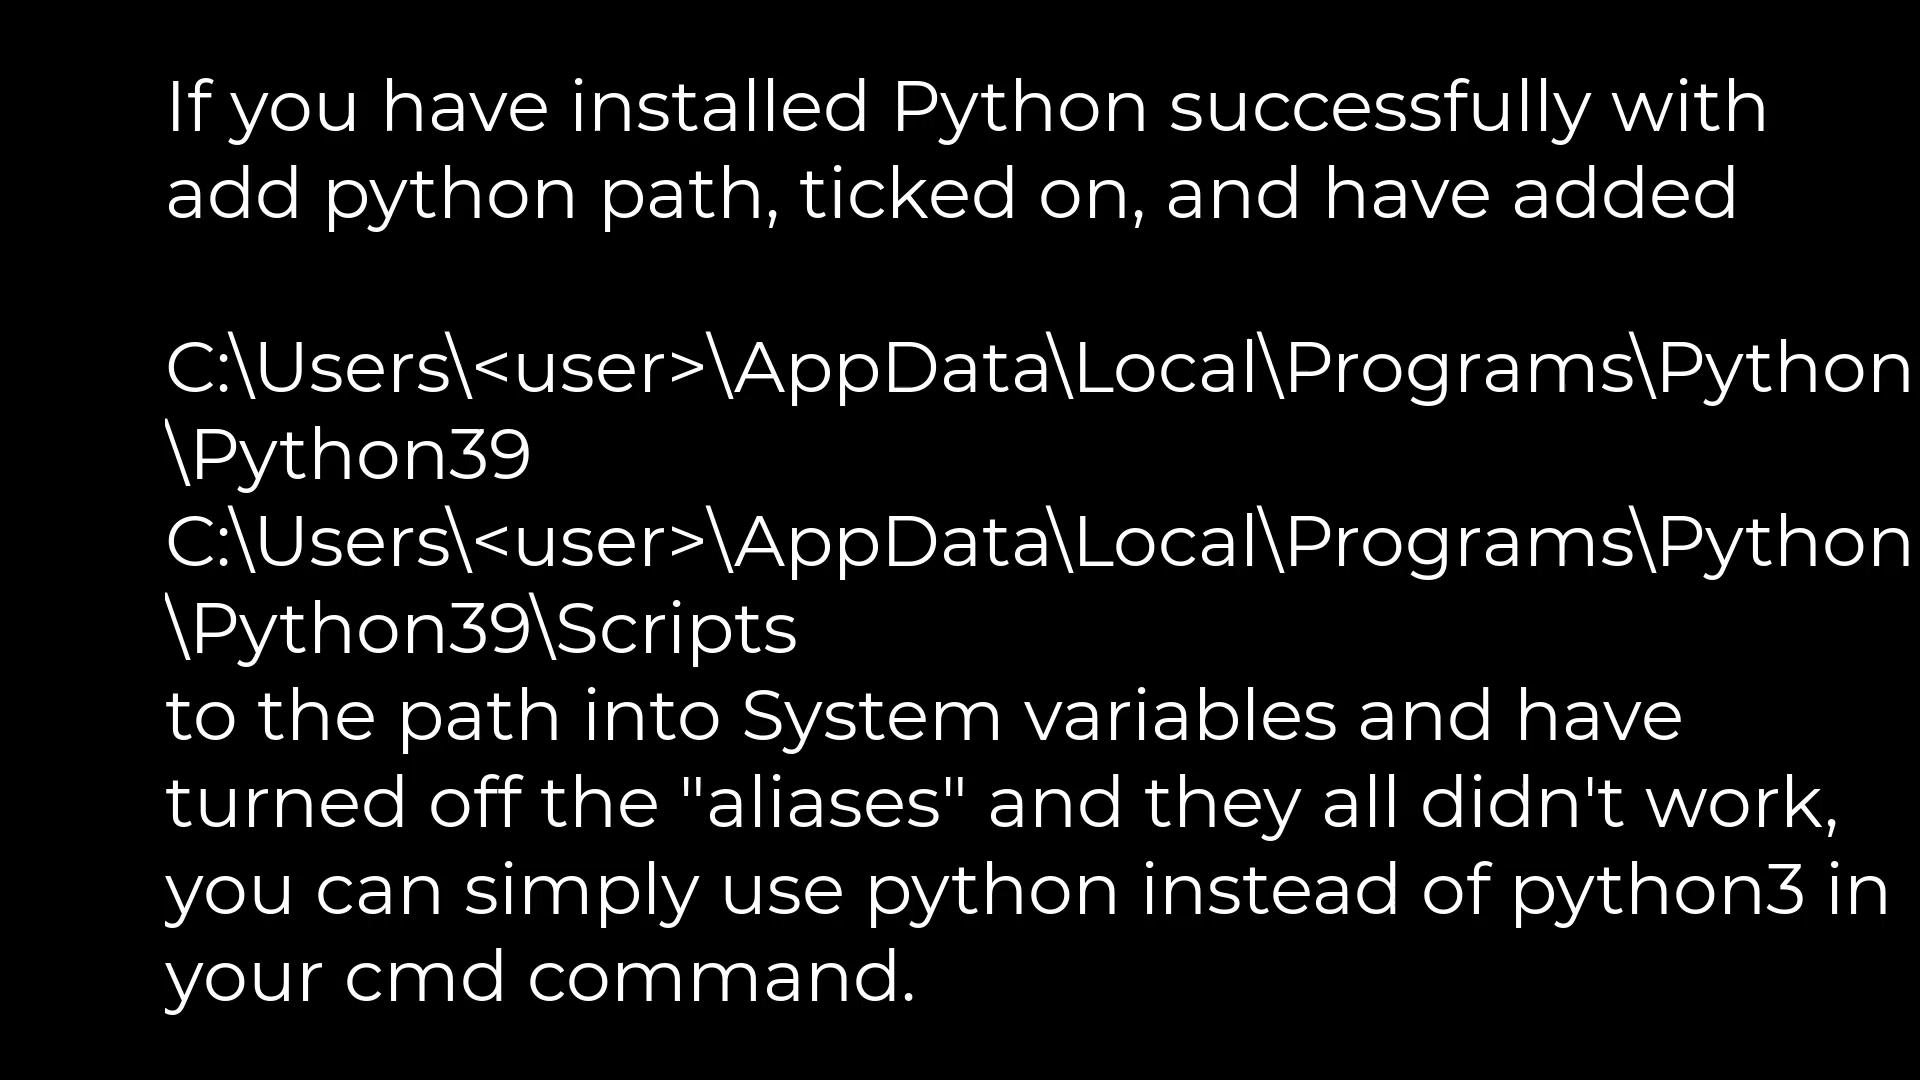 If you have installed Python successfully with
add python path, ticked on, and have added
C:\Users\<user>\AppData\Local\Programs\Python
\Python39
C:\Users\<user>\AppData\Local\Programs\Python
\Python39\Scripts
to the path into System variables and have
turned off the "aliases" and they all didn't work,
you can simply use python instead of python3 in
your cmd command.